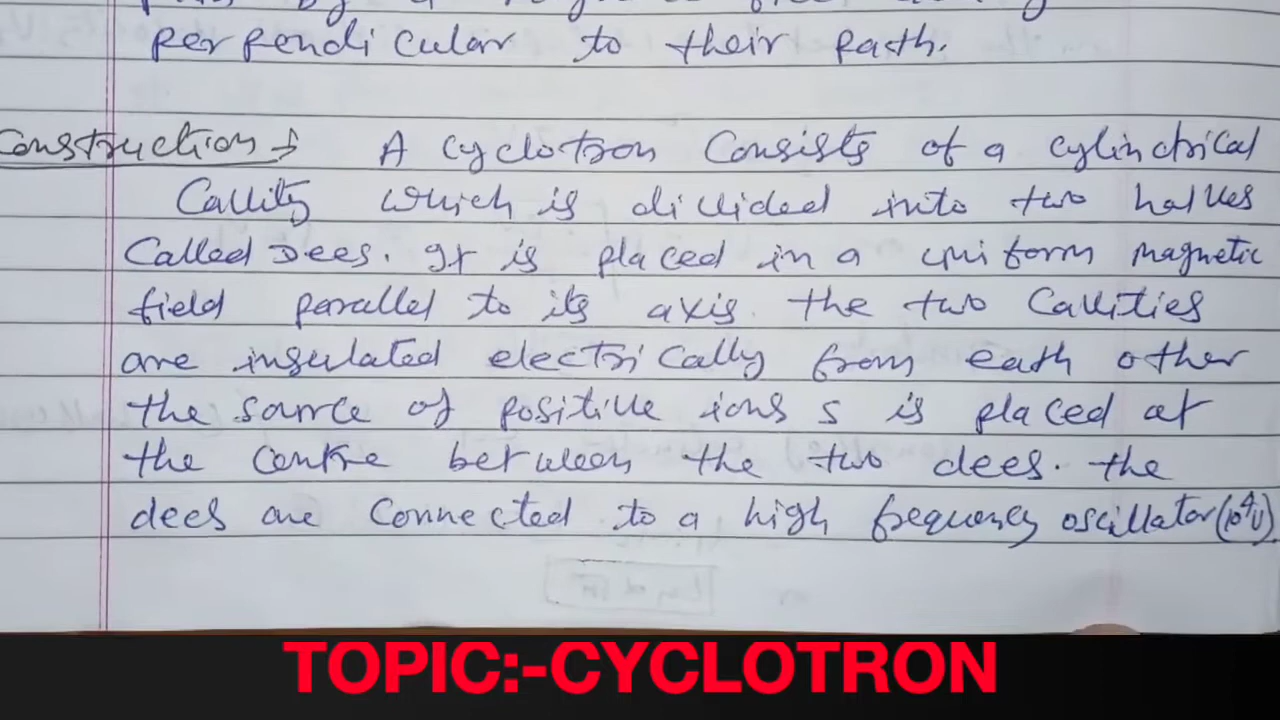 by a
perpendicular to their path.
Construction → A cyclotron consists of a cylindrical
Cavity which is divided into two halves
Called Dees. It is placed in a uniform magnetic
field parallel to its axis. the two Cavities
are insulated electrically from each other
the source of positive ions S is placed at
the centre between the two dees. the
dees are connected to a high frequency oscillator (10⁴V).
TOPIC:-CYCLOTRON